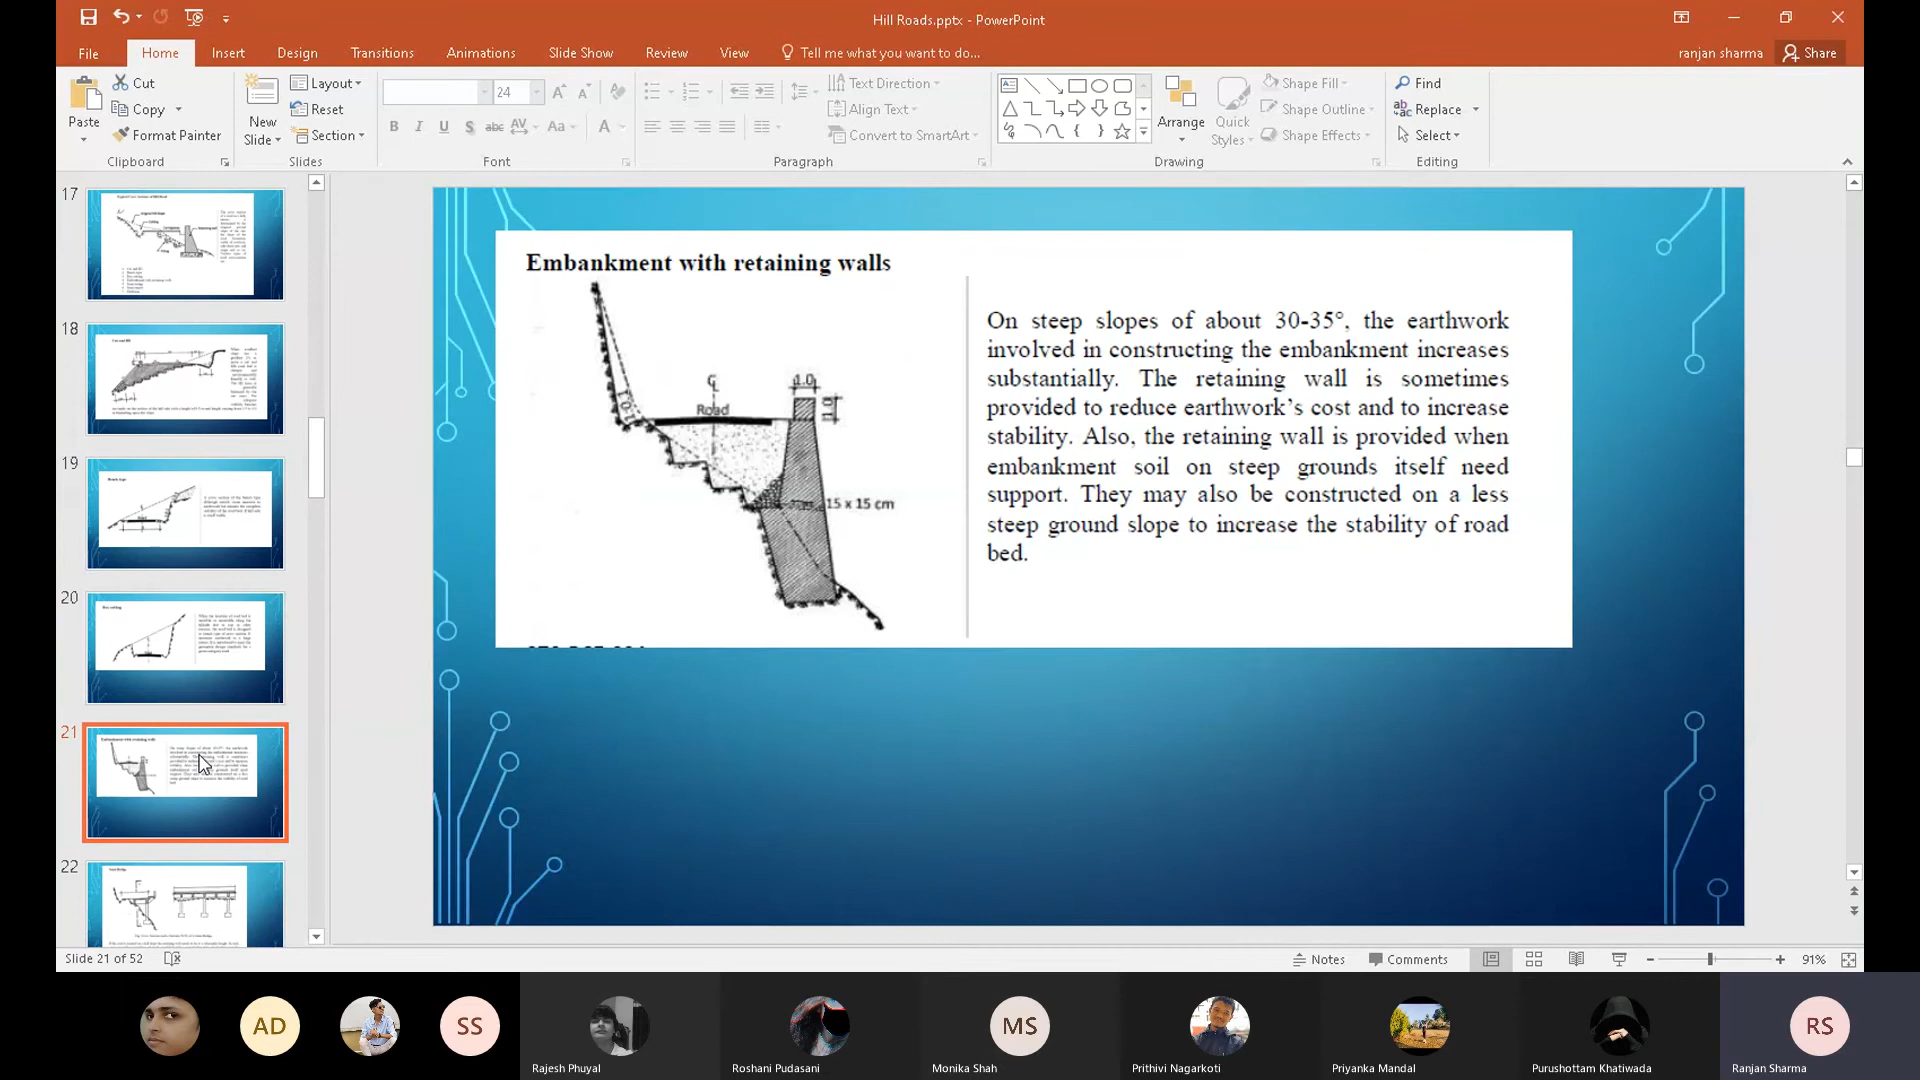 Hill Roads.pptx - PowerPoint
File Home Insert Design Transitions Animations Slide Show Review View Tell me what you want to do... ranjan sharma Share
Paste Cut Copy Format Painter Clipboard
New Slide Layout Reset Section Slides
24 Font
B I U S abc AV Aa A
Text Direction Align Text Convert to SmartArt Paragraph
Arrange Quick Styles Shape Fill Shape Outline Shape Effects Drawing
Find Replace Select Editing
17
18
19
20
21
22
Embankment with retaining walls
C L
Road
1.0
1.0
15 x 15 cm
On steep slopes of about 30-35°, the earthwork
involved in constructing the embankment increases
substantially. The retaining wall is sometimes
provided to reduce earthwork's cost and to increase
stability. Also, the retaining wall is provided when
embankment soil on steep grounds itself need
support. They may also be constructed on a less
steep ground slope to increase the stability of road
bed.
Slide 21 of 52 Notes Comments 91%
AD SS MS RS
Rajesh Phuyal Roshani Pudasani Monika Shah Prithivi Nagarkoti Priyanka Mandal Purushottam Khatiwada Ranjan Sharma